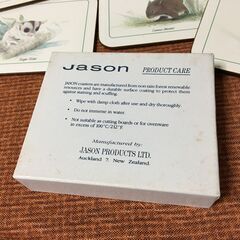 Jason PRODUCT CARE
JASON coasters are manufactured from non rain forest renewable
resources and have a durable surface coating to protect them
against staining and scuffing.
• Wipe with damp cloth after use and dry thoroughly.
• Do not immerse in water
• Not suitable as cutting boards or for ovenware
in excess of 100°C/212°F.
Manufactured by:
JASON PRODUCTS LTD.
Auckland 7, New Zealand.